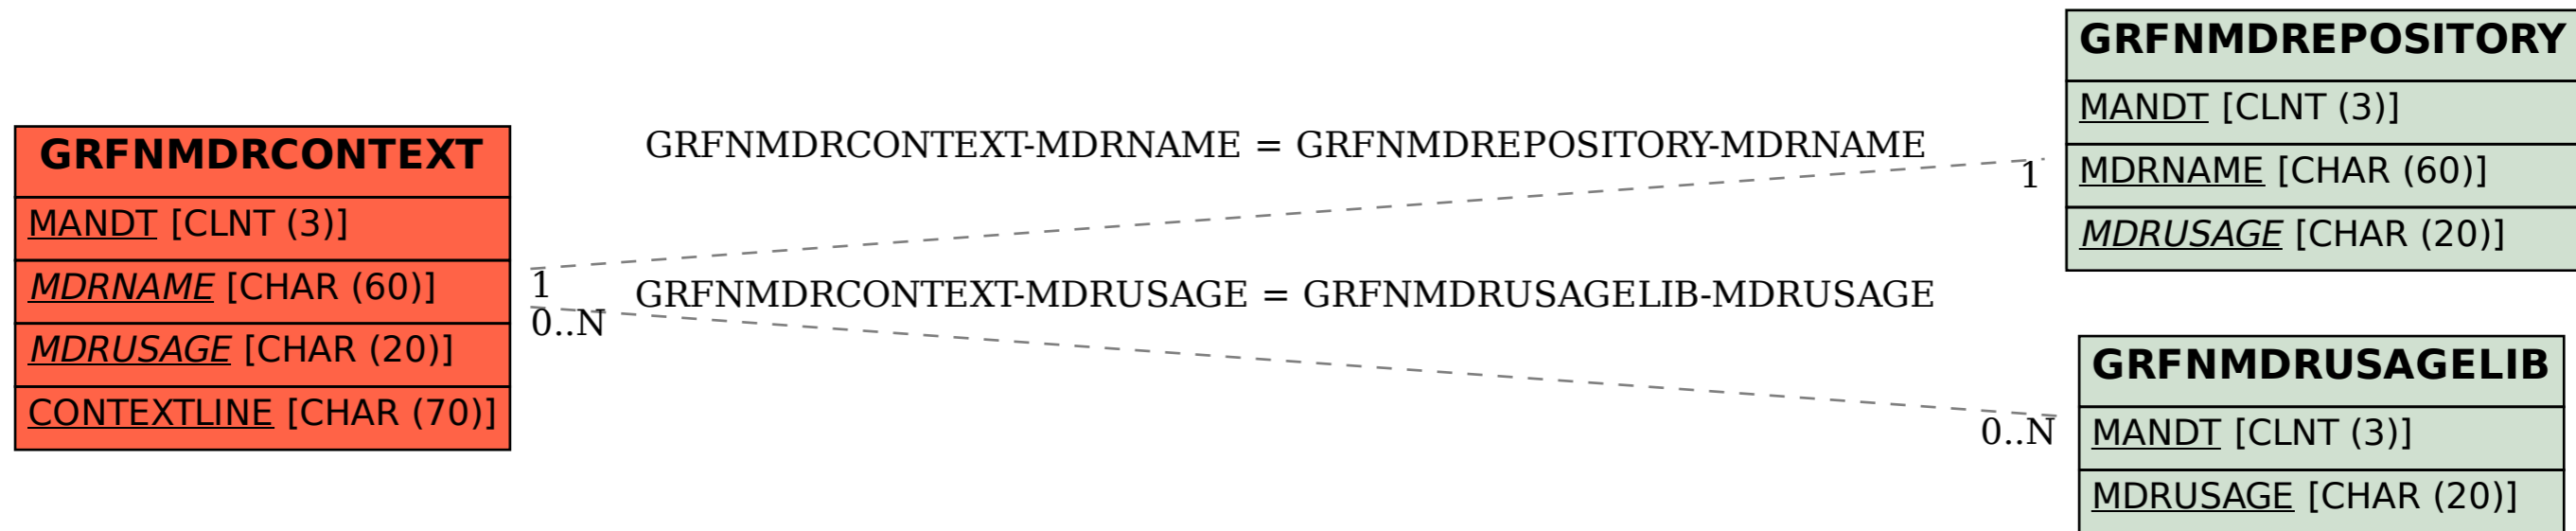 GRFNMDRCONTEXT
MANDT [CLNT (3)]
MDRNAME [CHAR (60)]
MDRUSAGE [CHAR (20)]
CONTEXTLINE [CHAR (70)]
GRFNMDRCONTEXT-MDRNAME = GRFNMDREPOSITORY-MDRNAME
1
1
GRFNMDRCONTEXT-MDRUSAGE = GRFNMDRUSAGELIB-MDRUSAGE
0..N
0..N
GRFNMDREPOSITORY
MANDT [CLNT (3)]
MDRNAME [CHAR (60)]
MDRUSAGE [CHAR (20)]
GRFNMDRUSAGELIB
MANDT [CLNT (3)]
MDRUSAGE [CHAR (20)]